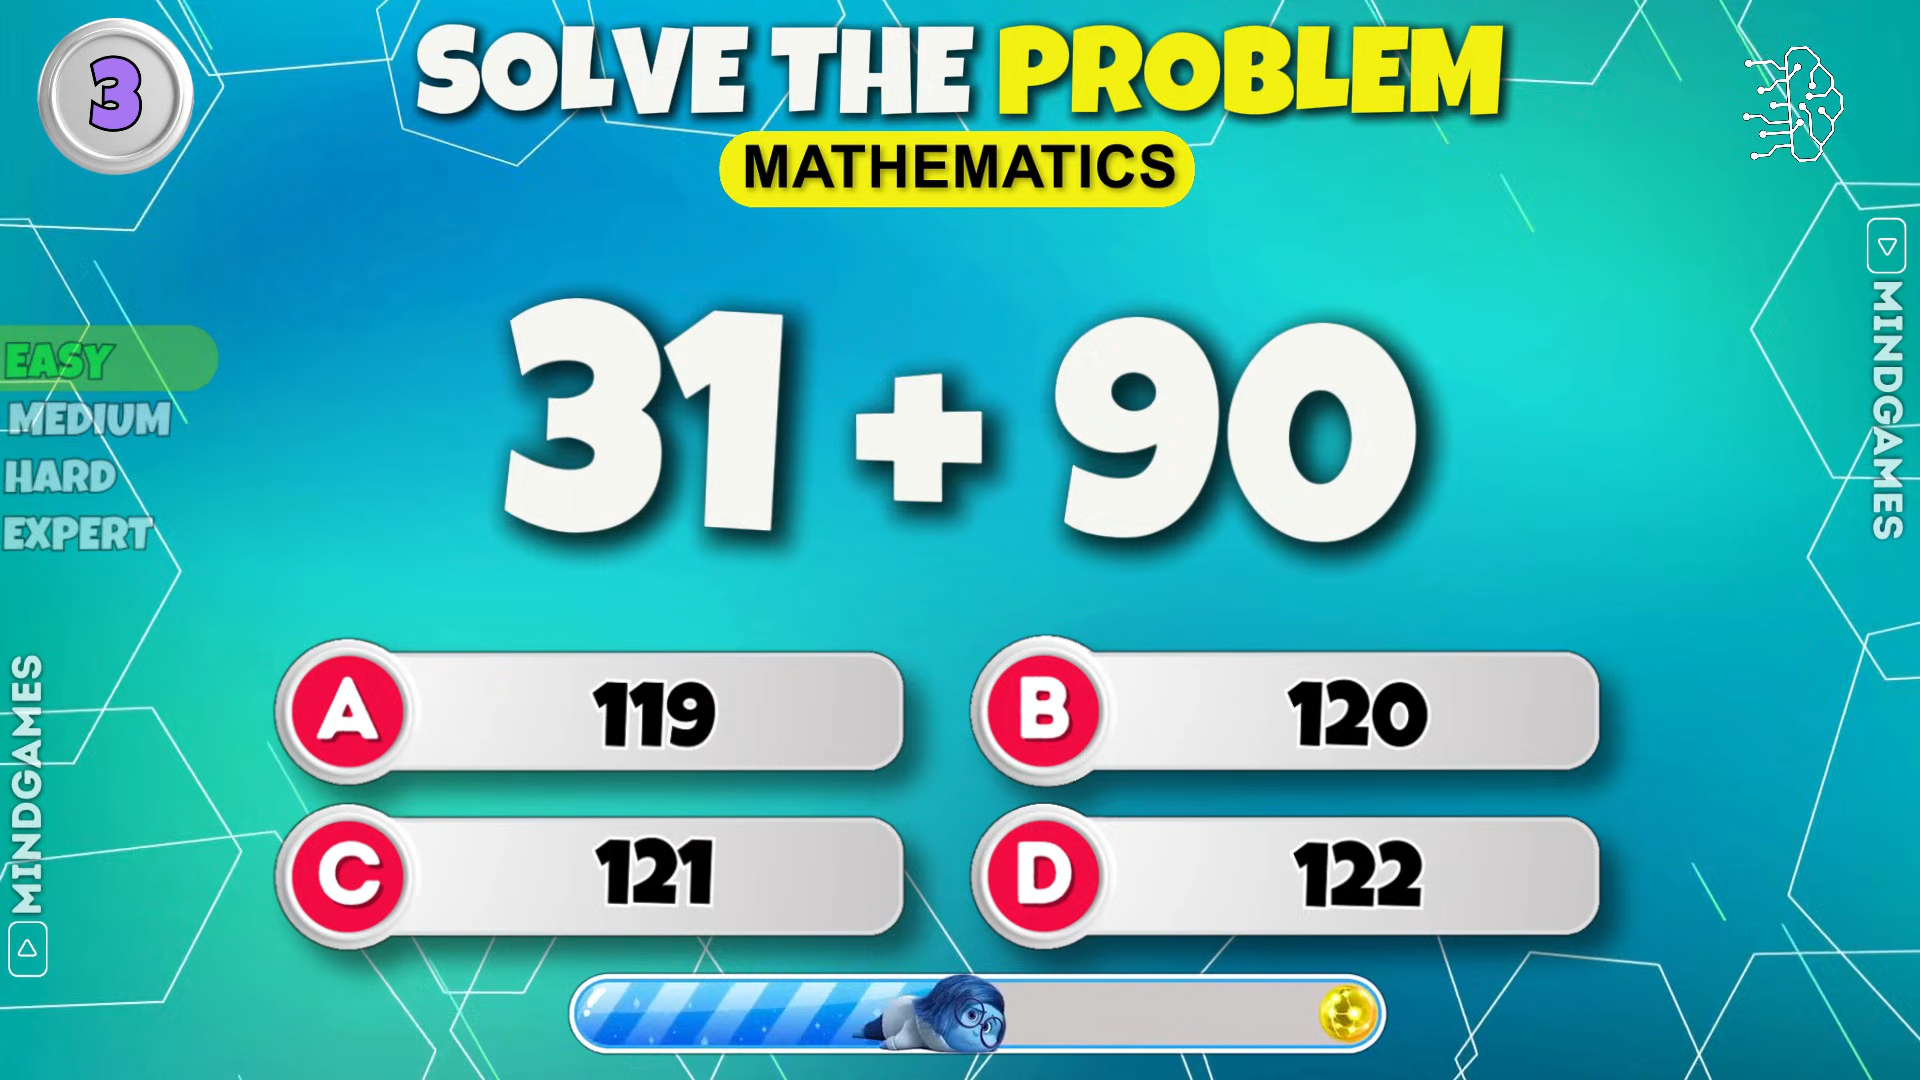 3
SOLVE THE PROBLEM
MATHEMATICS
31 + 90
EASY
MEDIUM
HARD
EXPERT
A 119
B 120
C 121
D 122
MINDGAMES
MINDGAMES